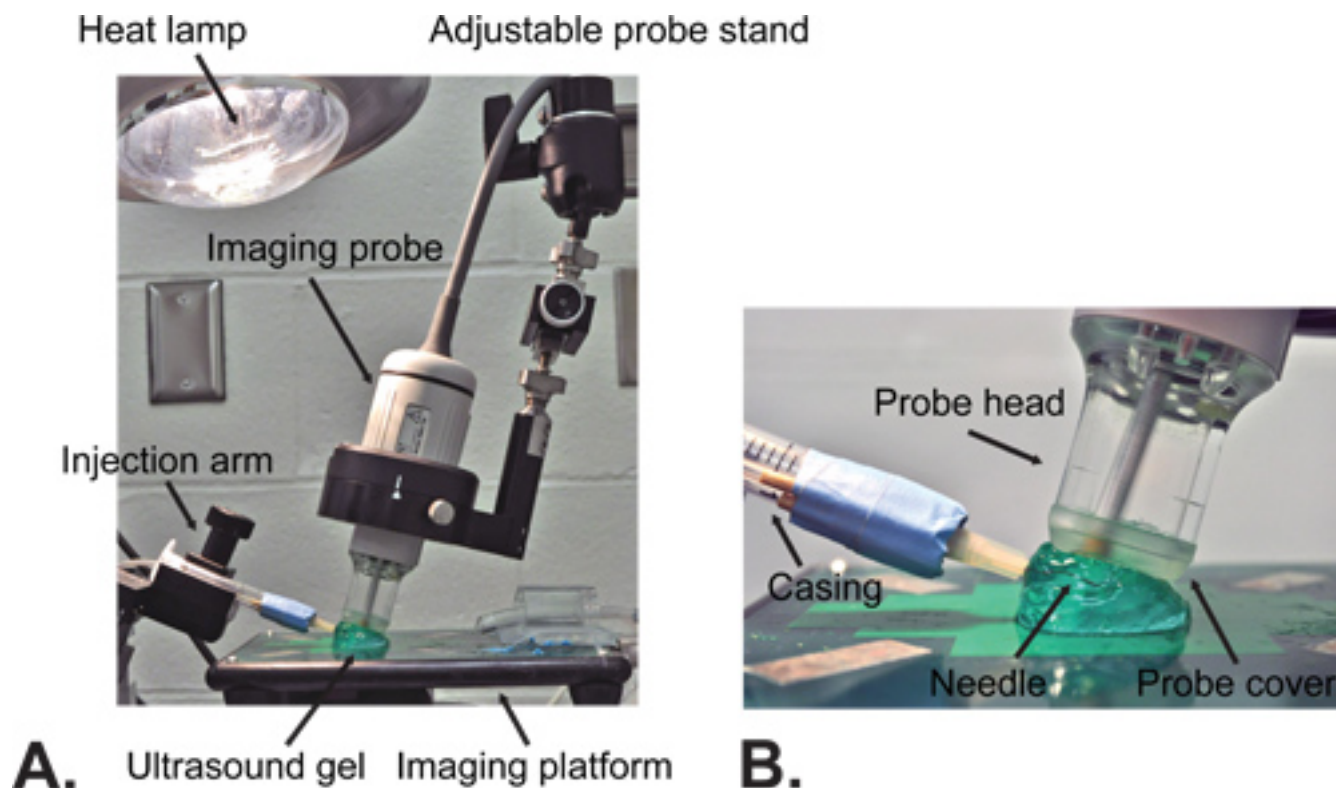 Heat lamp
Adjustable probe stand
Imaging probe
Injection arm
Ultrasound gel
Imaging platform
A.
Probe head
Casing
Needle
Probe cover
B.